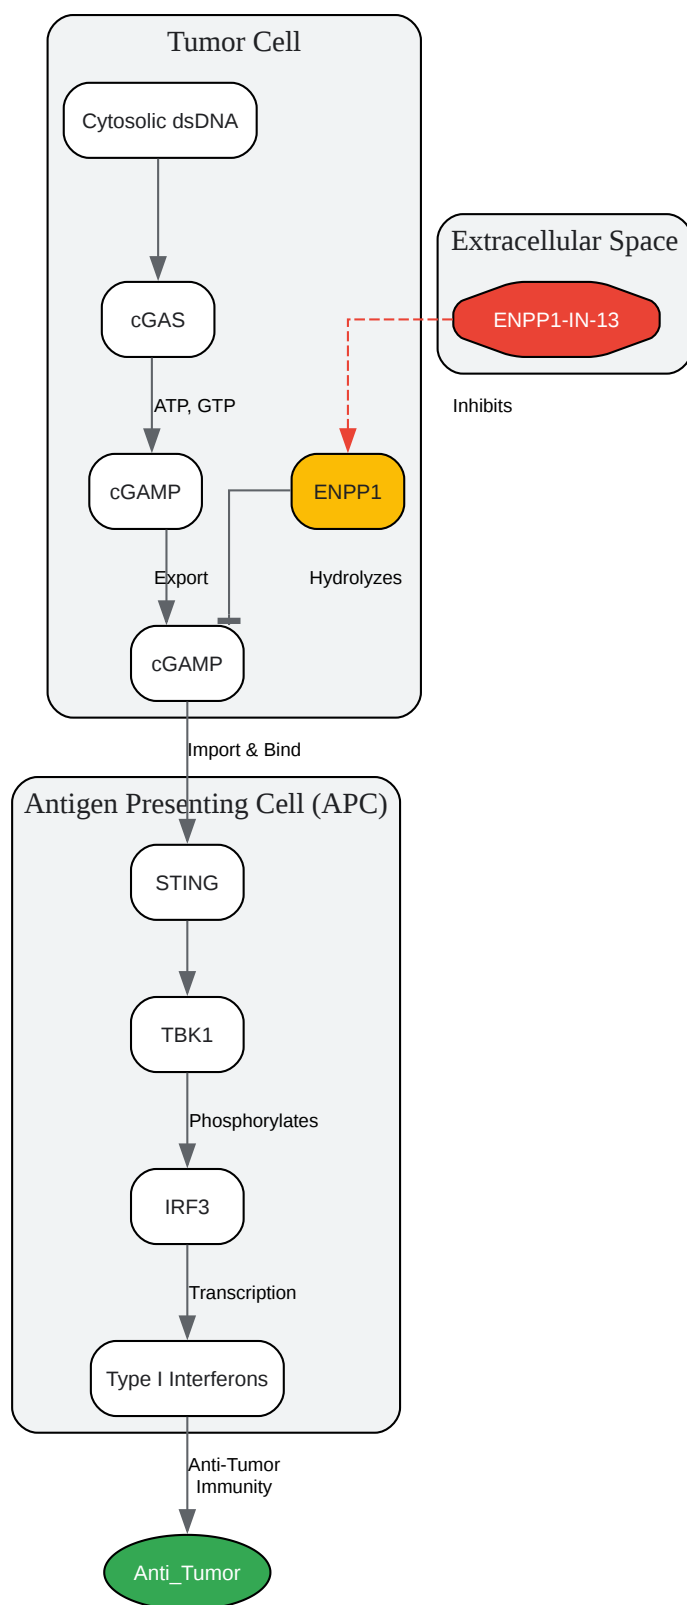 Tumor Cell
Cytosolic dsDNA
Extracellular Space
cGAS
ENPP1-IN-13
ATP, GTP
Inhibits
cGAMP
ENPP1
Export
Hydrolyzes
cGAMP
Import & Bind
Antigen Presenting Cell (APC)
STING
TBK1
Phosphorylates
IRF3
Transcription
Type I Interferons
Anti-Tumor
Immunity
Anti_Tumor